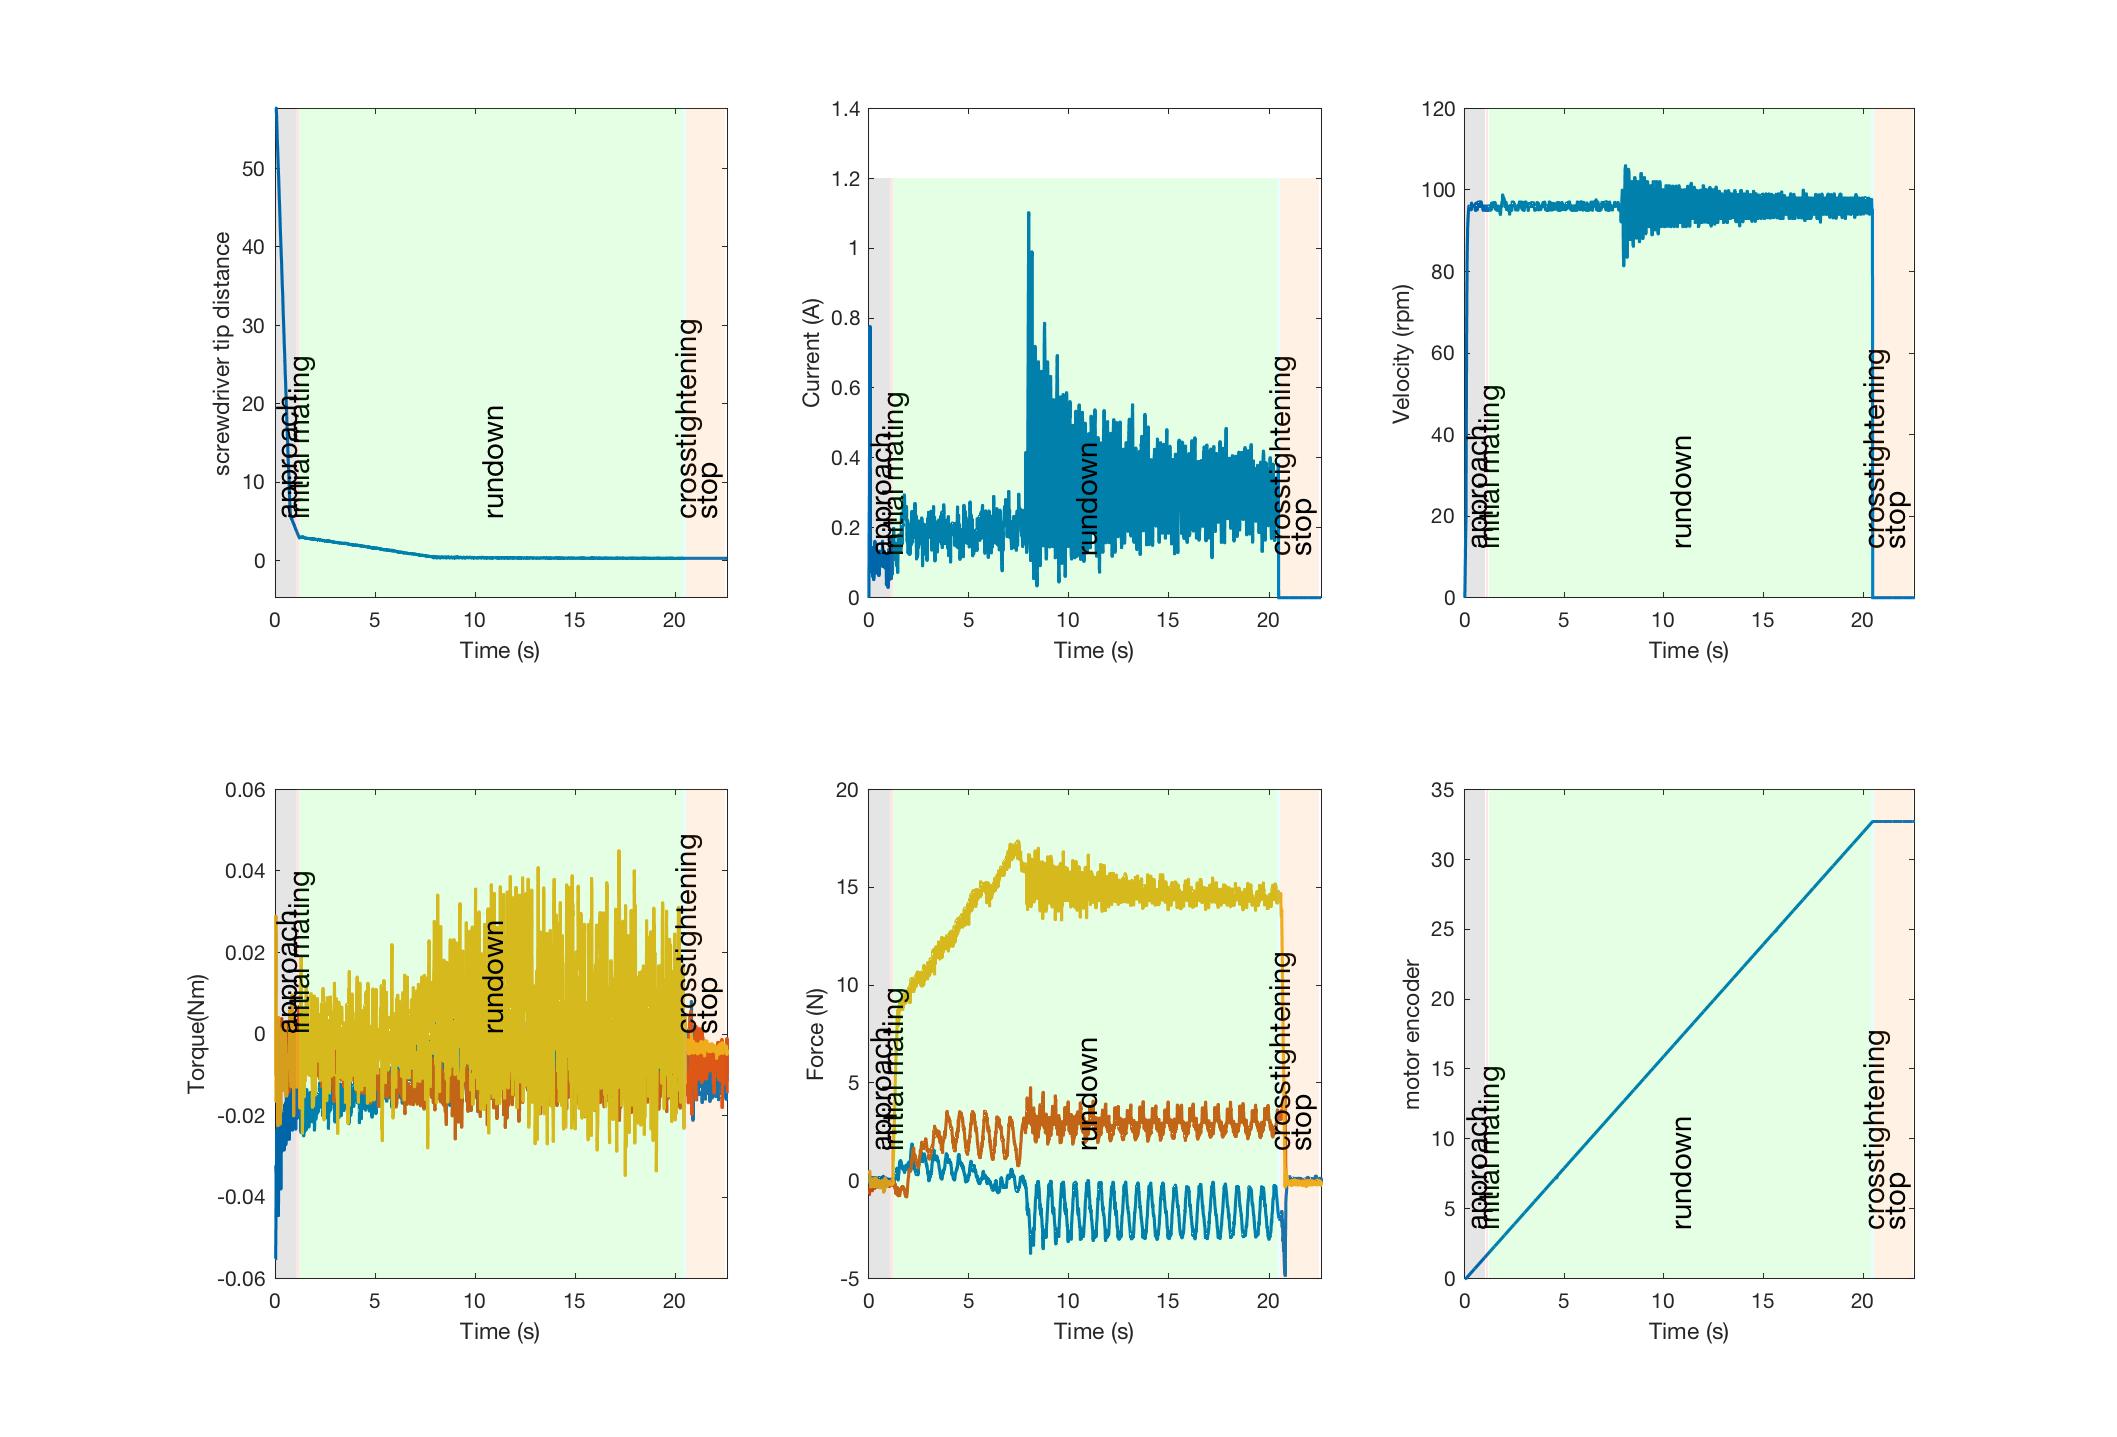 screwdriver tip distance
50
40
30
20
10
0
approach
initial mating
rundown
crosstightening
stop
0 5 10 15 20
Time (s)
Current (A)
1.4
1.2
1
0.8
0.6
0.4
0.2
0
approach
initial mating
rundown
crosstightening
stop
0 5 10 15 20
Time (s)
Velocity (rpm)
120
100
80
60
40
20
0
approach
initial mating
rundown
crosstightening
stop
0 5 10 15 20
Time (s)
Torque(Nm)
0.06
0.04
0.02
0
-0.02
-0.04
-0.06
approach
initial mating
rundown
crosstightening
stop
0 5 10 15 20
Time (s)
Force (N)
20
15
10
5
0
-5
approach
initial mating
rundown
crosstightening
stop
0 5 10 15 20
Time (s)
motor encoder
35
30
25
20
15
10
5
0
approach
initial mating
rundown
crosstightening
stop
0 5 10 15 20
Time (s)